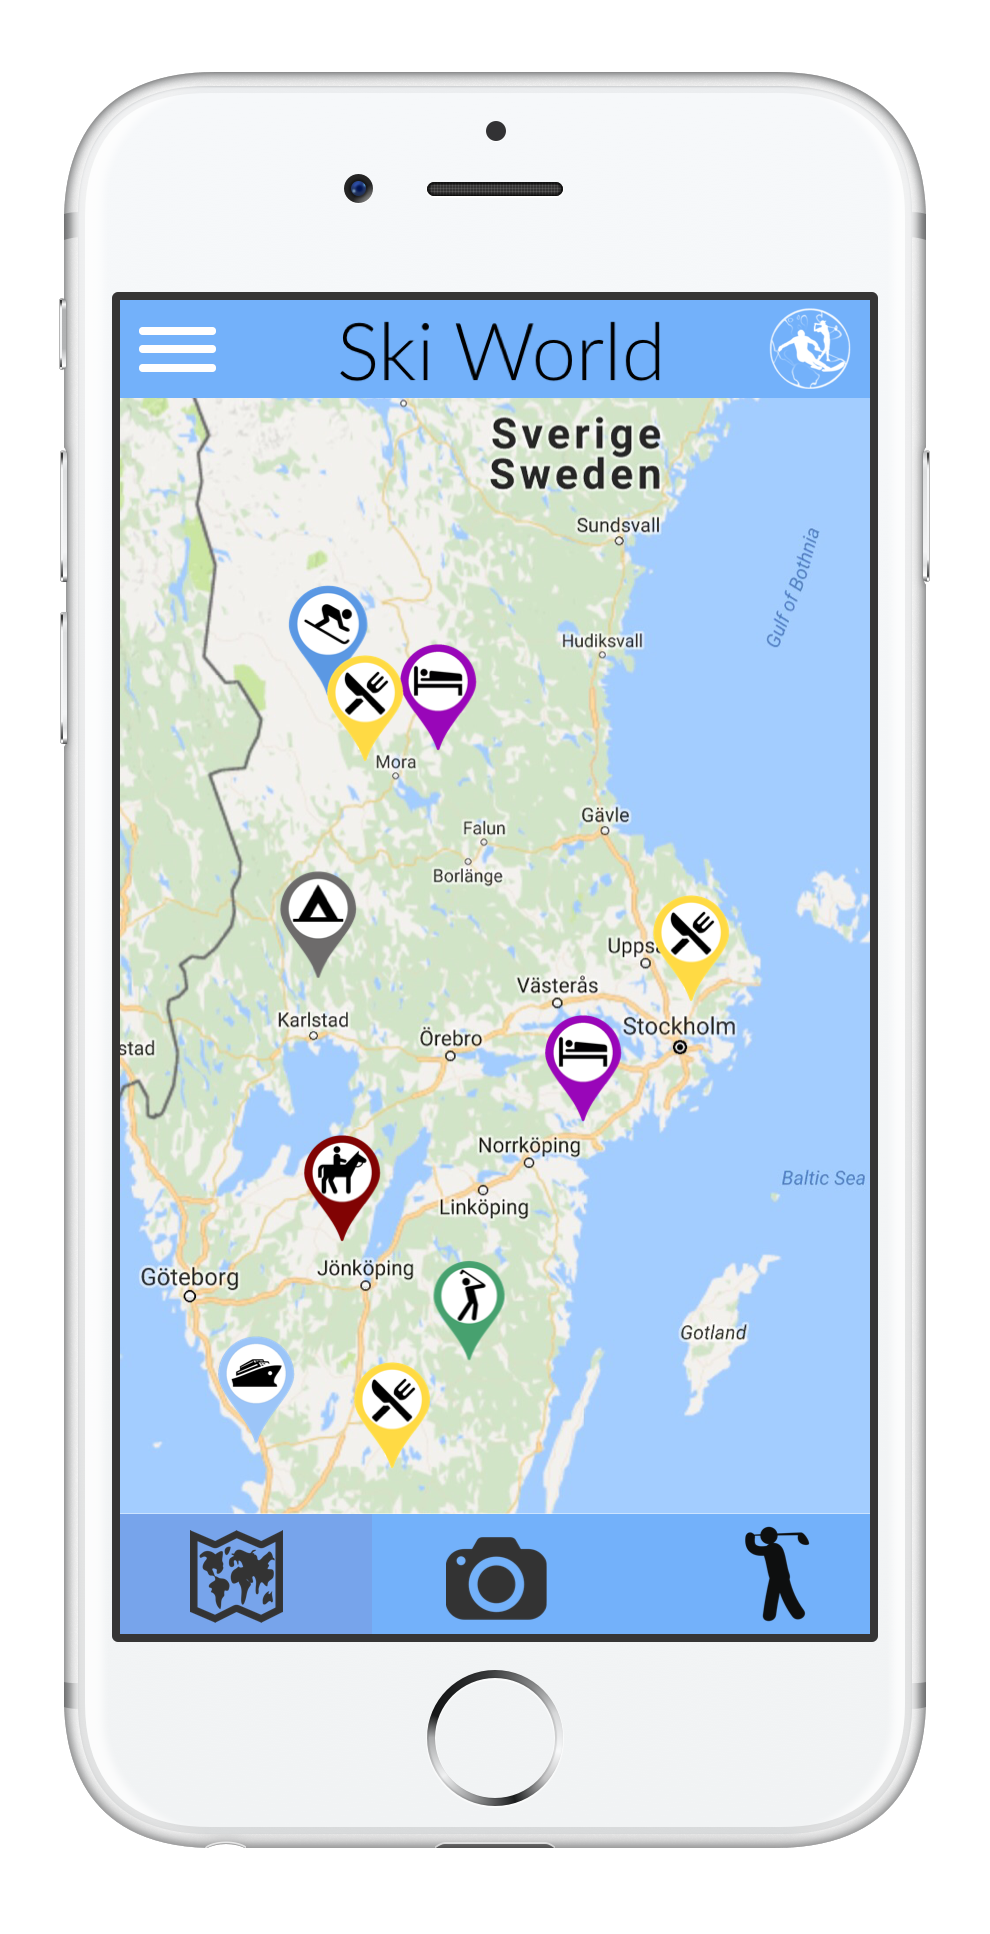 Ski World
Sverige
Sweden
Sundsvall
Gulf of Bothnia
Hudiksvall
Mora
Gävle
Falun
Borlänge
Upps
Västerås
Karlstad
Stockholm
Örebro
stad
Norrköping
Baltic Sea
Linköping
Jönköping
Göteborg
Gotland